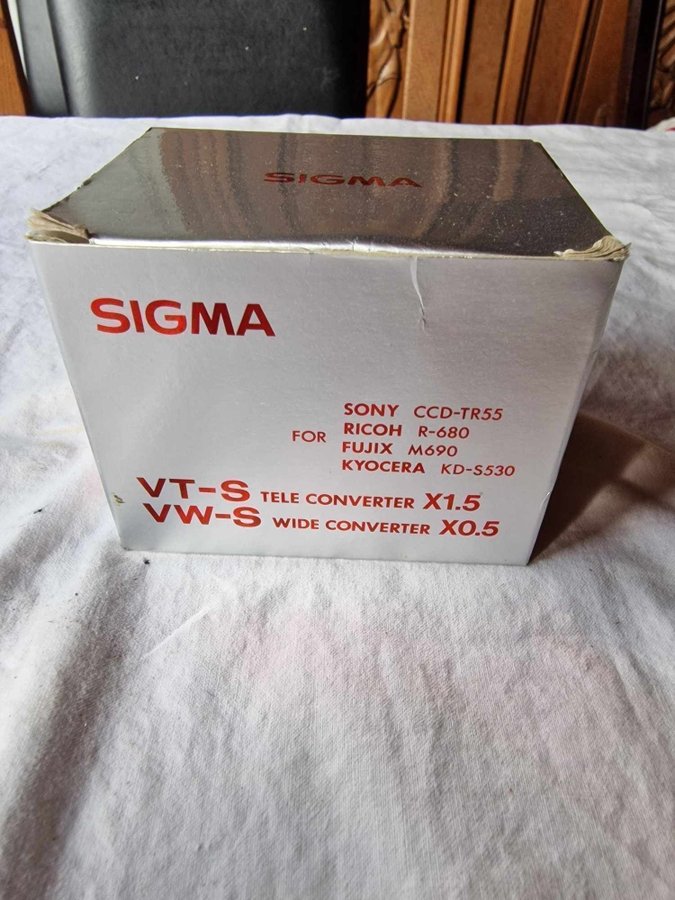 SIGMA
SIGMA
SONY CCD-TR55
FOR RICOH R-680
FUJIX M690
KYOCERA KD-S530
VT-S TELE CONVERTER X1.5
VW-S WIDE CONVERTER X0.5